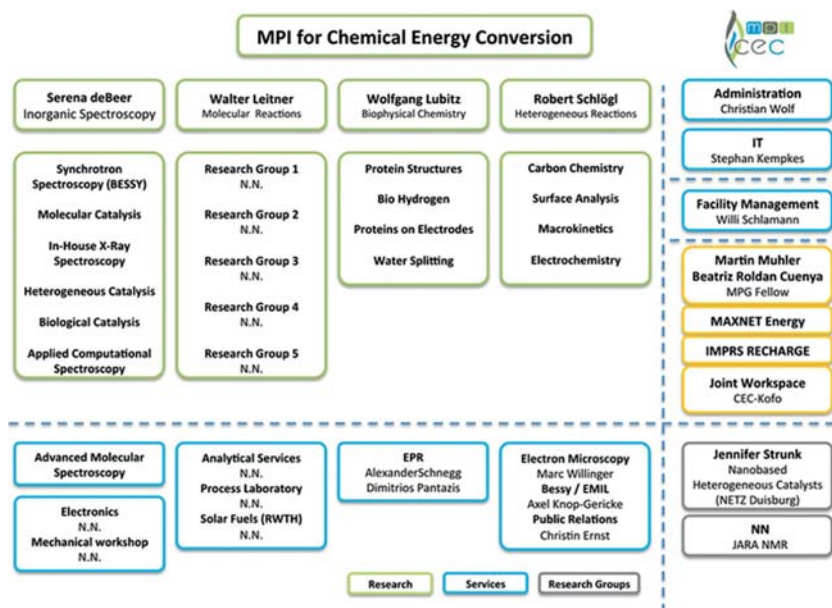 MPI for Chemical Energy Conversion
mpi
cec
Serena deBeer
Inorganic Spectroscopy
Walter Leitner
Molecular Reactions
Wolfgang Lubitz
Biophysical Chemistry
Robert Schlögl
Heterogeneous Reactions
Administration
Christian Wolf
IT
Stephan Kempkes
Facility Management
Willi Schlamann
Synchrotron
Spectroscopy (BESSY)
Molecular Catalysis
In-House X-Ray
Spectroscopy
Heterogeneous Catalysis
Biological Catalysis
Applied Computational
Spectroscopy
Research Group 1
N.N.
Research Group 2
N.N.
Research Group 3
N.N.
Research Group 4
N.N.
Research Group 5
N.N.
Protein Structures
Bio Hydrogen
Proteins on Electrodes
Water Splitting
Carbon Chemistry
Surface Analysis
Macrokinetics
Electrochemistry
Martin Muhler
Beatriz Roldan Cuenya
MPG Fellow
MAXNET Energy
IMPRS RECHARGE
Joint Workspace
CEC-Kofo
Advanced Molecular
Spectroscopy
Electronics
N.N.
Mechanical workshop
N.N.
Analytical Services
N.N.
Process Laboratory
N.N.
Solar Fuels (RWTH)
N.N.
EPR
AlexanderSchnegg
Dimitrios Pantazis
Electron Microscopy
Marc Willinger
Bessy / EMIL
Axel Knop-Gericke
Public Relations
Christin Ernst
Jennifer Strunk
Nanobased
Heterogeneous Catalysts
(NETZ Duisburg)
NN
JARA NMR
Research
Services
Research Groups